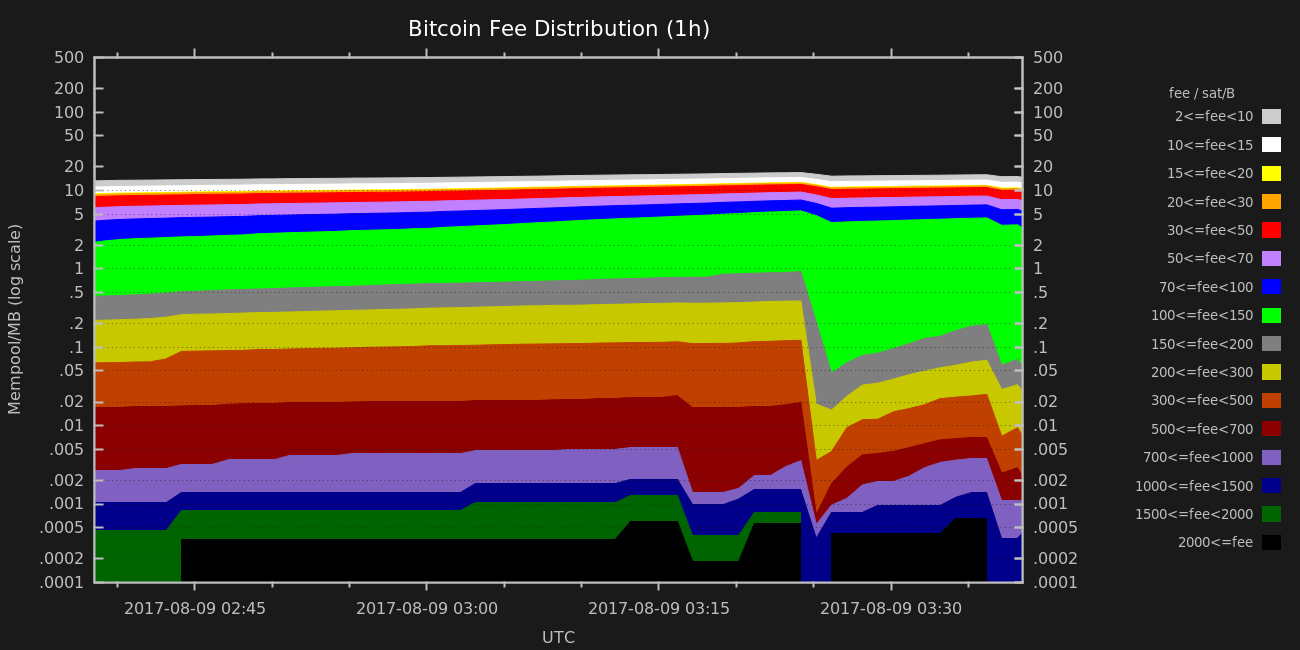 Bitcoin Fee Distribution (1h)
500 500
200 200
100 100
50 50
20 20
10 10
5 5
2 2
1 1
.5 .5
.2 .2
.1 .1
.05 .05
.02 .02
.01 .01
.005 .005
.002 .002
.001 .001
.0005 .0005
.0002 .0002
.0001 .0001
Mempool/MB (log scale)
2017-08-09 02:45 2017-08-09 03:00 2017-08-09 03:15 2017-08-09 03:30
UTC
fee / sat/B
2<=fee<10
10<=fee<15
15<=fee<20
20<=fee<30
30<=fee<50
50<=fee<70
70<=fee<100
100<=fee<150
150<=fee<200
200<=fee<300
300<=fee<500
500<=fee<700
700<=fee<1000
1000<=fee<1500
1500<=fee<2000
2000<=fee